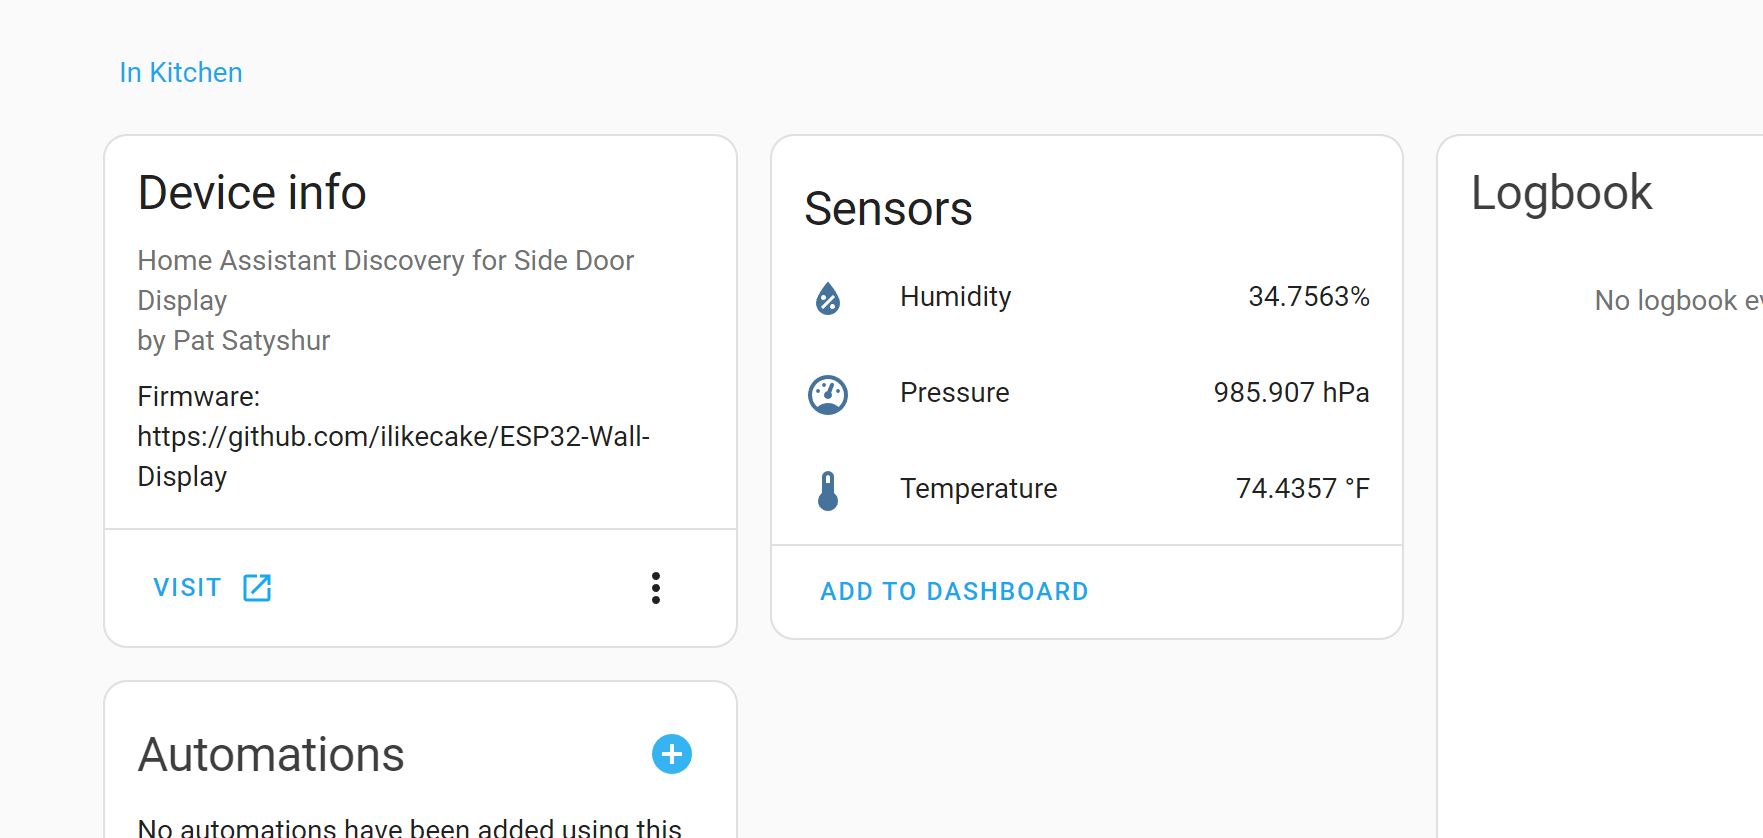 In Kitchen
Device info
Home Assistant Discovery for Side Door
Display
by Pat Satyshur
Firmware:
https://github.com/ilikecake/ESP32-Wall-
Display
VISIT
Sensors
Humidity 34.7563%
Pressure 985.907 hPa
Temperature 74.4357 °F
ADD TO DASHBOARD
Logbook
No logbook ev
Automations
No automations have been added using this